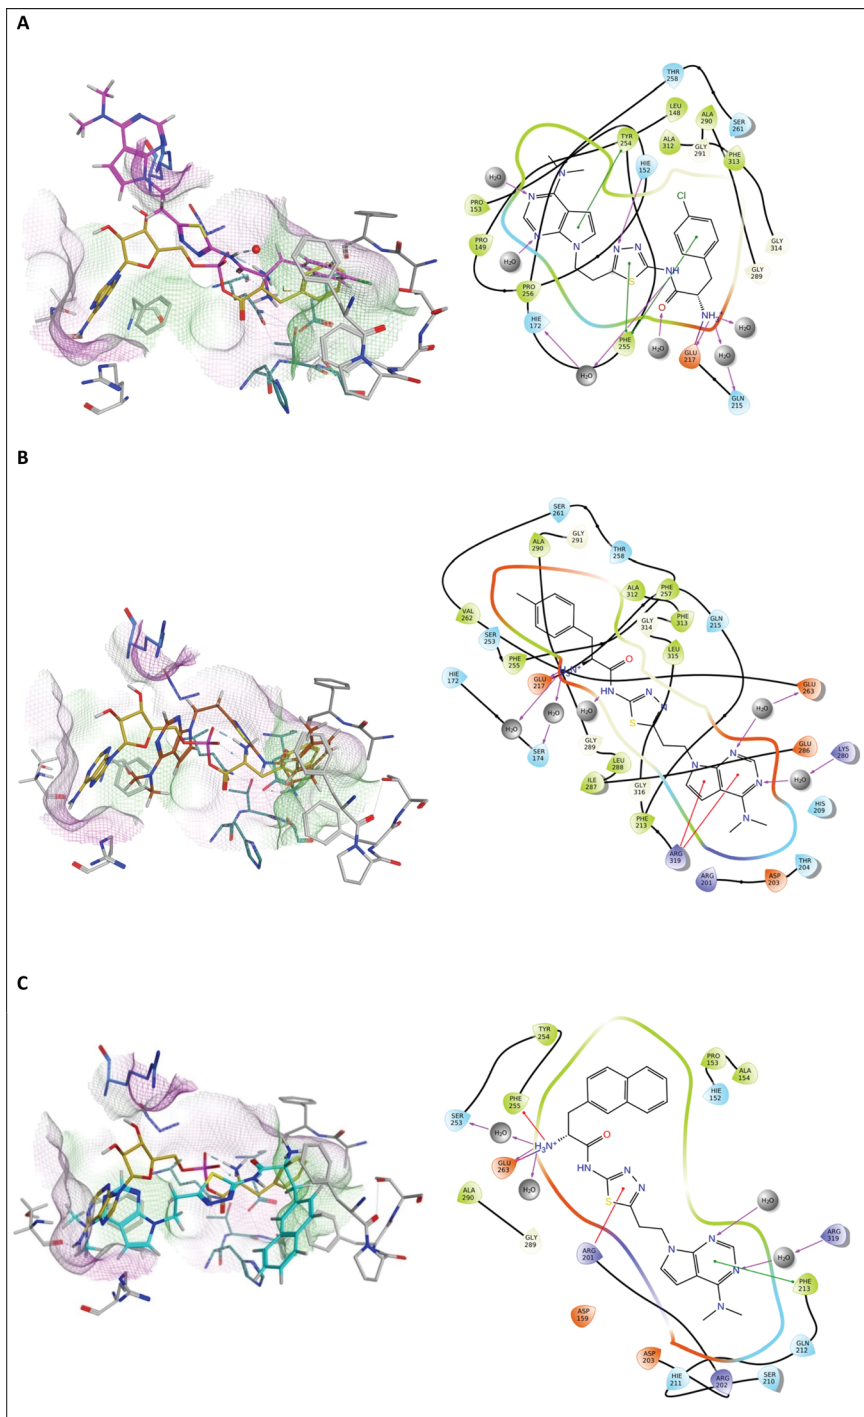 A
THR
258
LEU
148
ALA
290
SER
261
TYR
254
ALA
312
GLY
291
HIE
152
PHE
313
H₂O
N
N
PRO
153
Cl
N
N
N
PRO
149
GLY
314
S
NH
GLY
289
PRO
256
O
HIE
172
NH₃⁺
H₂O
PHE
255
H₂O
GLU
217
H₂O
H₂O
GLN
215
H₂O
B
SER
261
ALA
290
GLY
291
THR
258
ALA
312
PHE
257
VAL
262
PHE
313
GLN
215
SER
253
GLY
314
LEU
315
PHE
255
O
HIE
172
H₃N⁺
GLU
217
GLU
263
HN
N
N
H₂O
H₂O
H₂O
H₂O
S
SER
174
GLY
289
GLU
286
LYS
280
LEU
288
N
N
ILE
287
GLY
316
N
H₂O
HIS
209
PHE
213
N
ARG
319
THR
204
ARG
201
ASP
203
C
TYR
254
PRO
153
ALA
154
HIE
152
PHE
255
SER
253
H₂O
O
H₃N⁺
GLU
263
HN
N
N
H₂O
ALA
290
S
H₂O
GLY
289
ARG
319
N
N
H₂O
ARG
201
N
PHE
213
N
ASP
159
GLN
212
ASP
203
HIE
211
ARG
202
SER
210